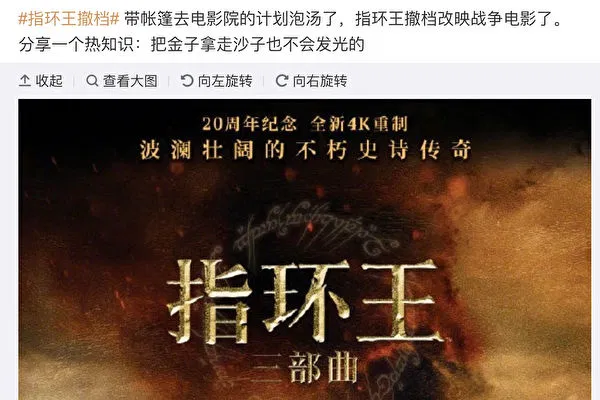 #指环王撤档# 带帐篷去电影院的计划泡汤了，指环王撤档改映战争电影了。
分享一个热知识：把金子拿走沙子也不会发光的
收起 查看大图 向左旋转 向右旋转
20周年纪念 全新4K重制
波澜壮阔的不朽史诗传奇
指环王
三部曲